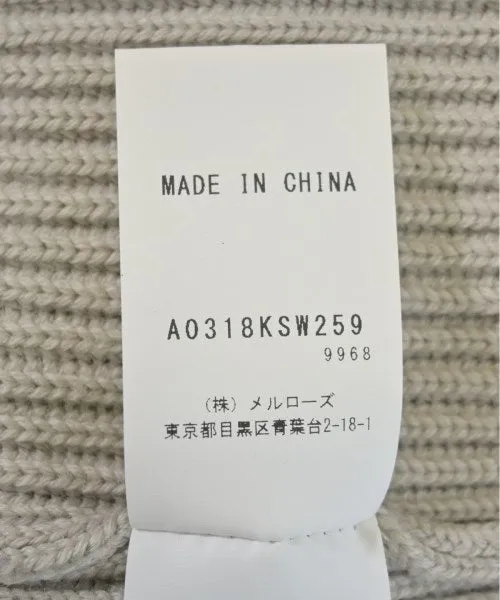 MADE IN CHINA
A0318KSW259
9968
(株) メルローズ
東京都目黒区青葉台2-18-1